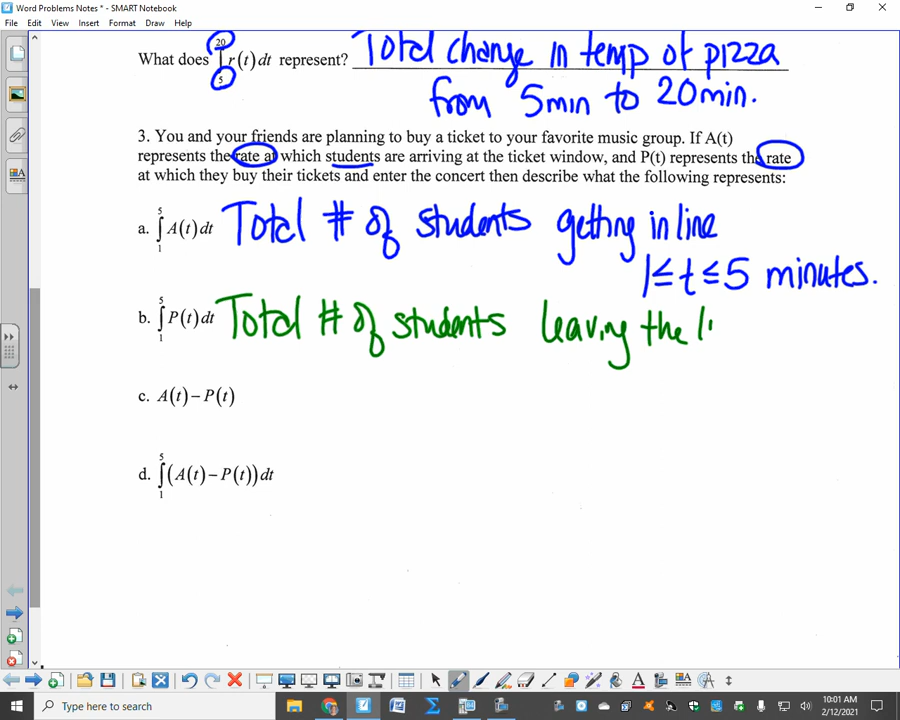 Word Problems Notes * - SMART Notebook
File Edit View Insert Format Draw Help
What does ∫₅²⁰ r(t) dt represent? Total change in temp of pizza
from 5min to 20min.
3. You and your friends are planning to buy a ticket to your favorite music group. If A(t)
represents the rate at which students are arriving at the ticket window, and P(t) represents the rate
at which they buy their tickets and enter the concert then describe what the following represents:
a. ∫₁⁵ A(t) dt Total # of students getting in line
1≤t≤5 minutes.
b. ∫₁⁵ P(t) dt Total # of students leaving the l
c. A(t) − P(t)
d. ∫₁⁵ (A(t) − P(t)) dt
Type here to search
10:01 AM
2/12/2021